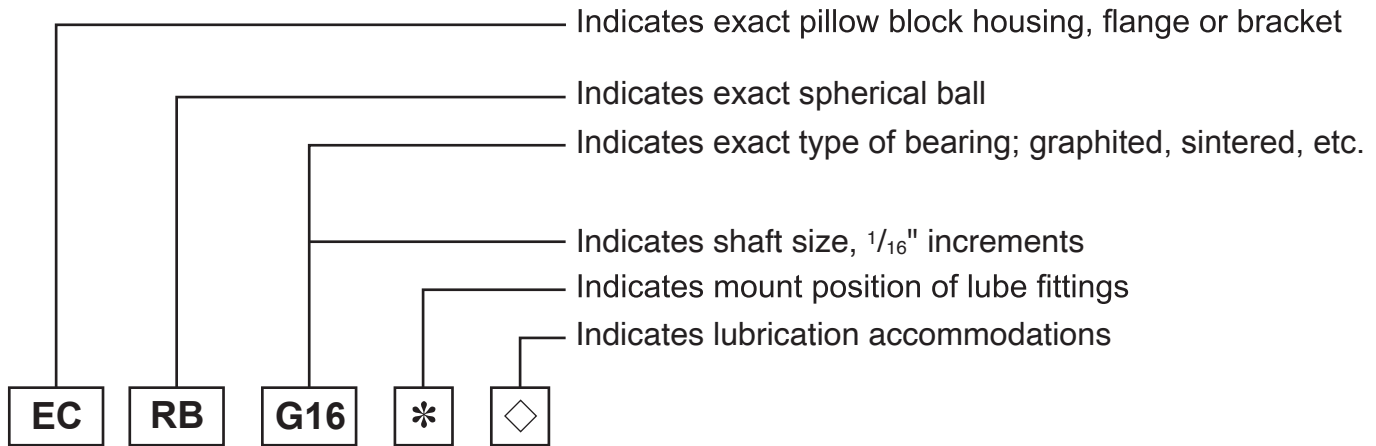 Indicates exact pillow block housing, flange or bracket
Indicates exact spherical ball
Indicates exact type of bearing; graphited, sintered, etc.
Indicates shaft size, 1/16" increments
Indicates mount position of lube fittings
Indicates lubrication accommodations
EC RB G16 * ◇